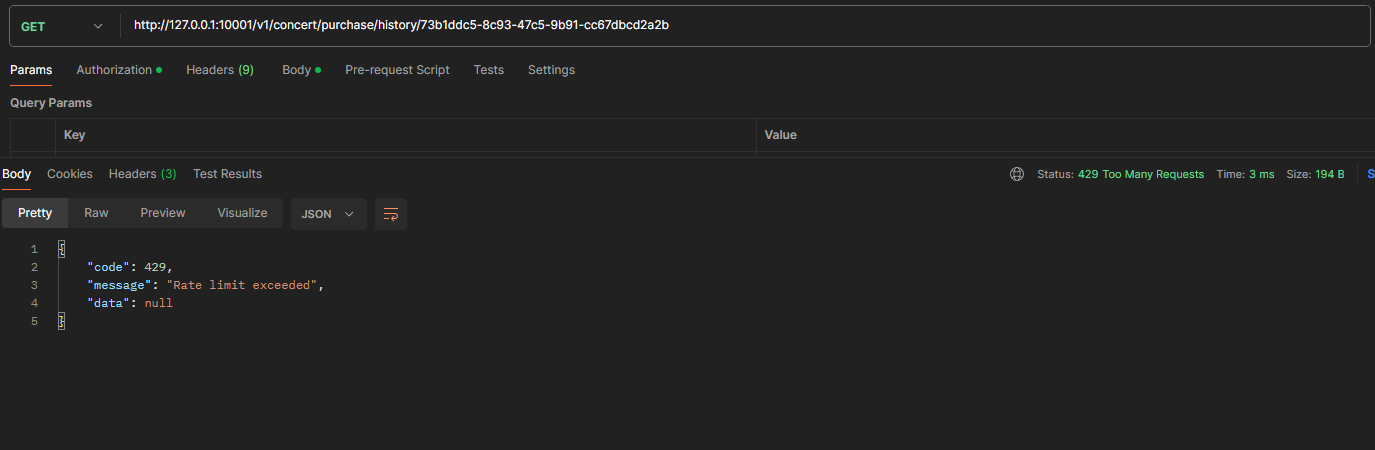 GET http://127.0.0.1:10001/v1/concert/purchase/history/73b1ddc5-8c93-47c5-9b91-cc67dbcd2a2b
Params Authorization Headers (9) Body Pre-request Script Tests Settings
Query Params
Key Value
Body Cookies Headers (3) Test Results Status: 429 Too Many Requests Time: 3 ms Size: 194 B
Pretty Raw Preview Visualize JSON
1 {
2 "code": 429,
3 "message": "Rate limit exceeded",
4 "data": null
5 }